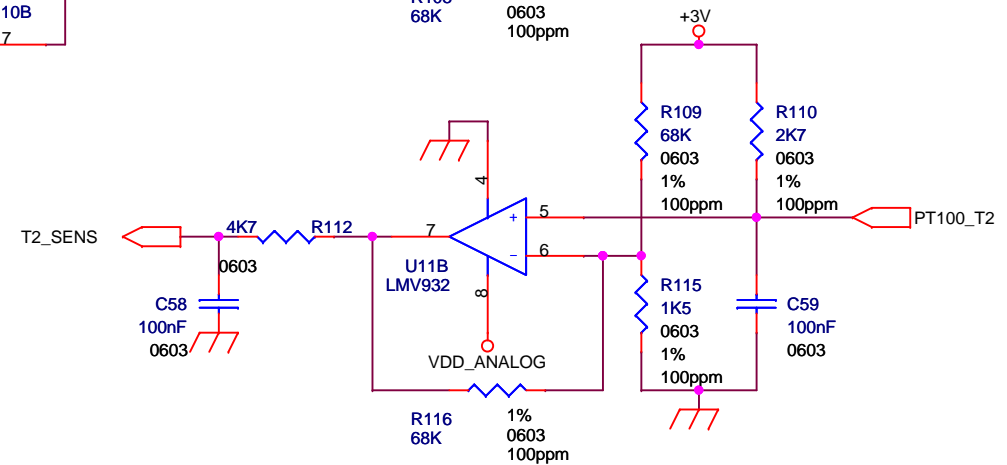 10B
7
68K
0603
100ppm
+3V
R109
68K
0603
1%
100ppm
R110
2K7
0603
1%
100ppm
4
+ 5
- 6
7
8
U11B
LMV932
VDD_ANALOG
PT100_T2
T2_SENS
4K7
R112
0603
C58
100nF
0603
R115
1K5
0603
1%
100ppm
C59
100nF
0603
R116
68K
1%
0603
100ppm